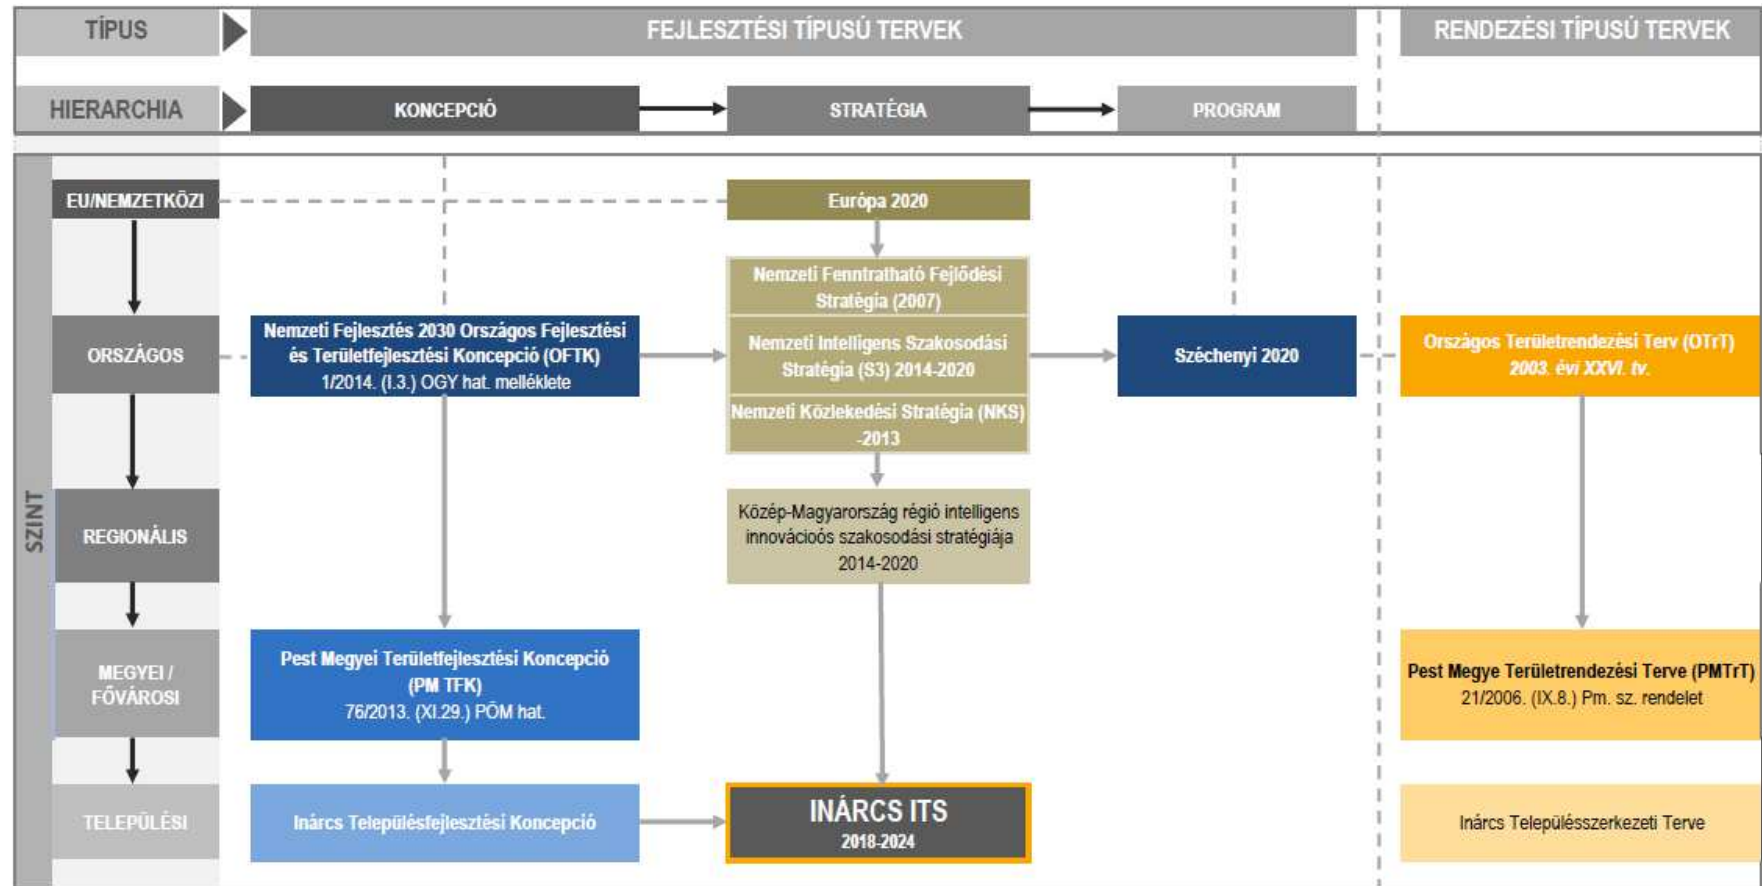 TÍPUS
FEJLESZTÉSI TÍPUSÚ TERVEK
RENDEZÉSI TÍPUSÚ TERVEK
HIERARCHIA
KONCEPCIÓ
STRATÉGIA
PROGRAM
SZINT
EU/NEMZETKÖZI
Európa 2020
Nemzeti Fenntratható Fejlődési
Stratégia (2007)
ORSZÁGOS
Nemzeti Fejlesztés 2030 Országos Fejlesztési
és Területfejlesztési Koncepció (OFTK)
1/2014. (I.3.) OGY hat. melléklete
Nemzeti Intelligens Szakosodási
Stratégia (S3) 2014-2020
Széchenyi 2020
Országos Területrendezési Terv (OTrT)
2003. évi XXVI. tv.
Nemzeti Közlekedési Stratégia (NKS)
-2013
REGIONÁLIS
Közép-Magyarország régió intelligens
innovációós szakosodási stratégiája
2014-2020
MEGYEI /
FŐVÁROSI
Pest Megyei Területfejlesztési Koncepció
(PM TFK)
76/2013. (XI.29.) PÖM hat.
Pest Megye Területrendezési Terve (PMTrT)
21/2006. (IX.8.) Pm. sz. rendelet
TELEPÜLÉSI
Inárcs Településfejlesztési Koncepció
INÁRCS ITS
2018-2024
Inárcs Településszerkezeti Terve